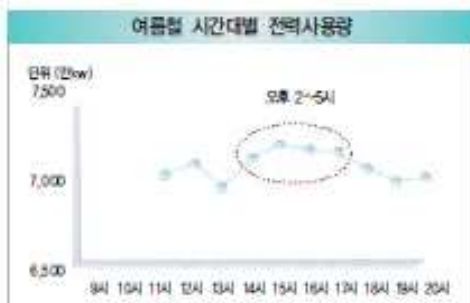 여름철 시간대별 전력사용량
단위 (만kw)
7,500
오후 2~5시
7,000
6,500
9시 10시 11시 12시 13시 14시 15시 16시 17시 18시 19시 20시